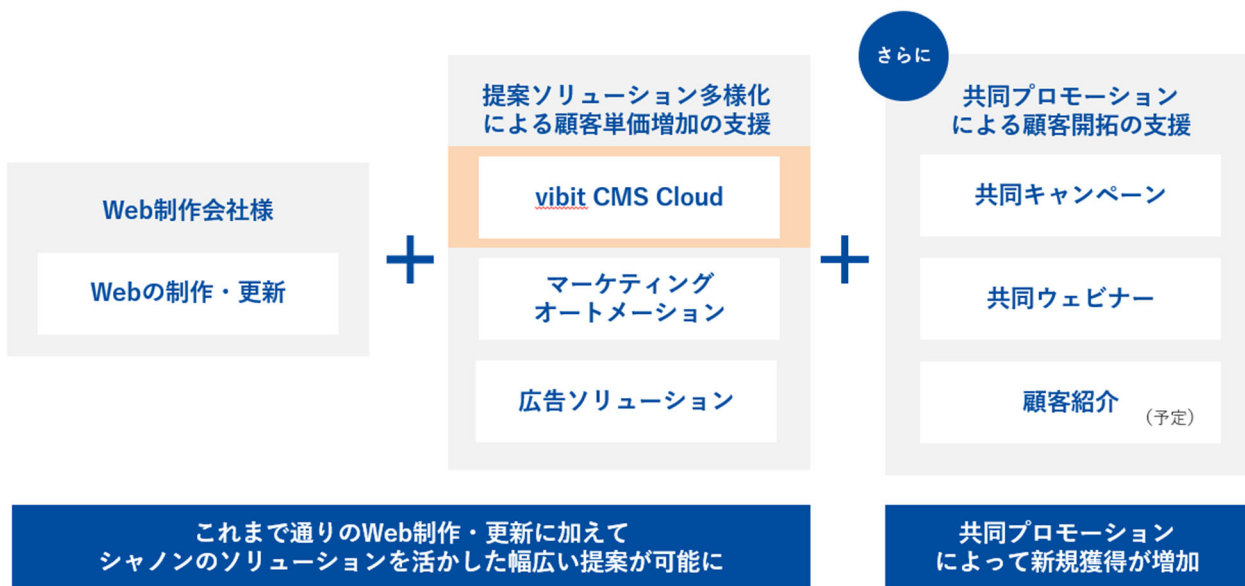 Web制作会社様
Webの制作・更新
提案ソリューション多様化
による顧客単価増加の支援
vibit CMS Cloud
マーケティング
オートメーション
広告ソリューション
さらに
共同プロモーション
による顧客開拓の支援
共同キャンペーン
共同ウェビナー
顧客紹介
（予定）
これまで通りのWeb制作・更新に加えて
シャノンのソリューションを活かした幅広い提案が可能に
共同プロモーション
によって新規獲得が増加